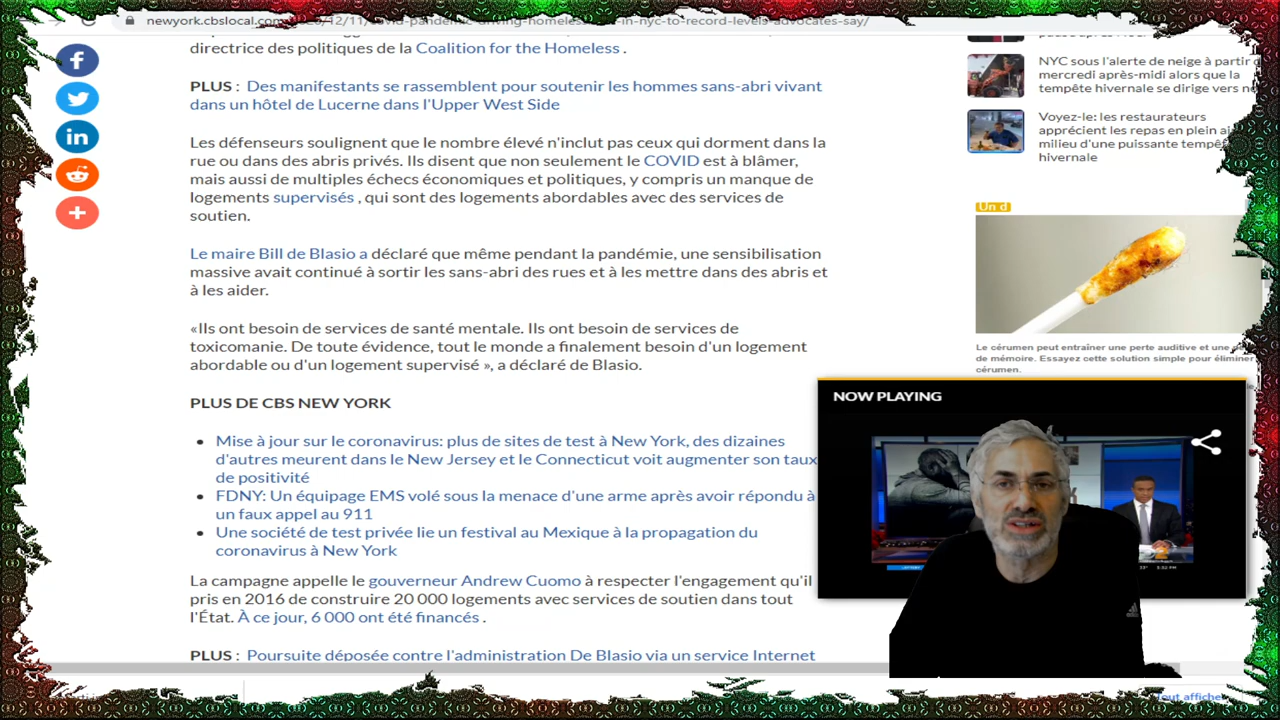 newyork.cbslocal.com
/12/11/covid-pandemic-driving-homeless in-nyc-to-record-levels-advocates-say/
directrice des politiques de la Coalition for the Homeless .
PLUS : Des manifestants se rassemblent pour soutenir les hommes sans-abri vivant
dans un hôtel de Lucerne dans l'Upper West Side
Les défenseurs soulignent que le nombre élevé n'inclut pas ceux qui dorment dans la
rue ou dans des abris privés. Ils disent que non seulement le COVID est à blâmer,
mais aussi de multiples échecs économiques et politiques, y compris un manque de
logements supervisés , qui sont des logements abordables avec des services de
soutien.
Le maire Bill de Blasio a déclaré que même pendant la pandémie, une sensibilisation
massive avait continué à sortir les sans-abri des rues et à les mettre dans des abris et
à les aider.
«Ils ont besoin de services de santé mentale. Ils ont besoin de services de
toxicomanie. De toute évidence, tout le monde a finalement besoin d'un logement
abordable ou d'un logement supervisé », a déclaré de Blasio.
PLUS DE CBS NEW YORK
Mise à jour sur le coronavirus: plus de sites de test à New York, des dizaines
d'autres meurent dans le New Jersey et le Connecticut voit augmenter son taux
de positivité
FDNY: Un équipage EMS volé sous la menace d'une arme après avoir répondu à
un faux appel au 911
Une société de test privée lie un festival au Mexique à la propagation du
coronavirus à New York
La campagne appelle le gouverneur Andrew Cuomo à respecter l'engagement qu'il
pris en 2016 de construire 20 000 logements avec services de soutien dans tout
l'État. À ce jour, 6 000 ont été financés .
PLUS : Poursuite déposée contre l'administration De Blasio via un service Internet
NYC sous l'alerte de neige à partir
mercredi après-midi alors que la
tempête hivernale se dirige vers
Voyez-le: les restaurateurs
apprécient les repas en plein
milieu d'une puissante
hivernale
Un d
Le cérumen peut entraîner une perte auditive et une
de mémoire. Essayez cette solution simple pour éliminer
cérumen.
NOW PLAYING
tout affiche